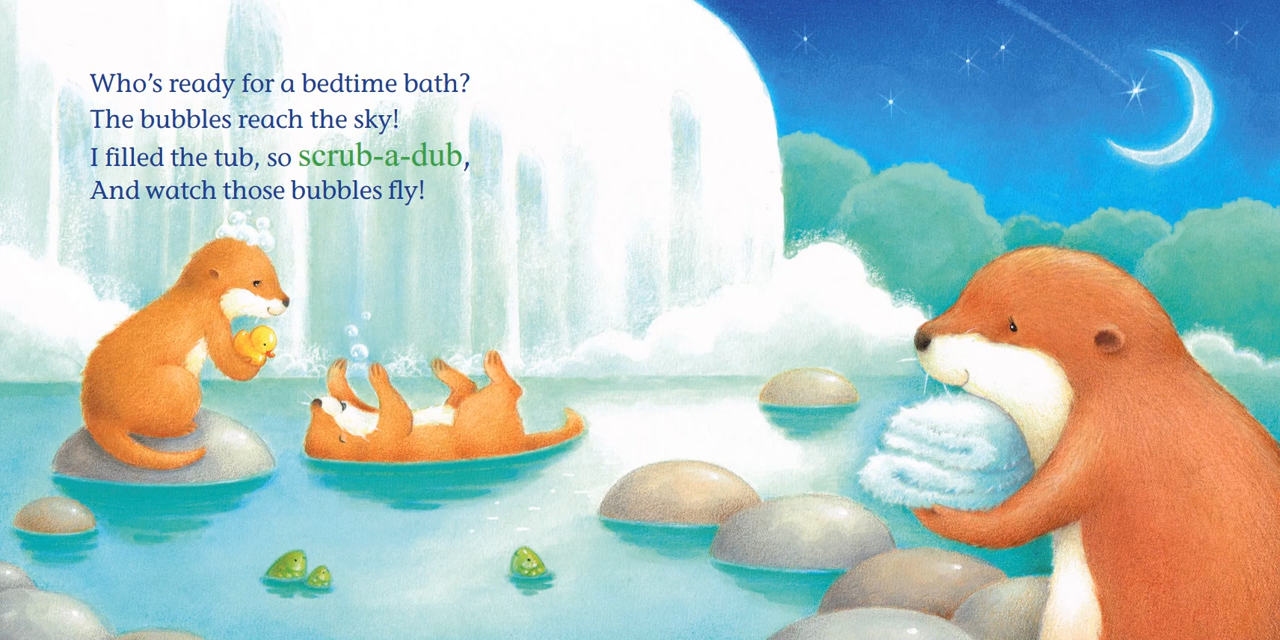 Who’s ready for a bedtime bath?
The bubbles reach the sky!
I filled the tub, so scrub-a-dub,
And watch those bubbles fly!